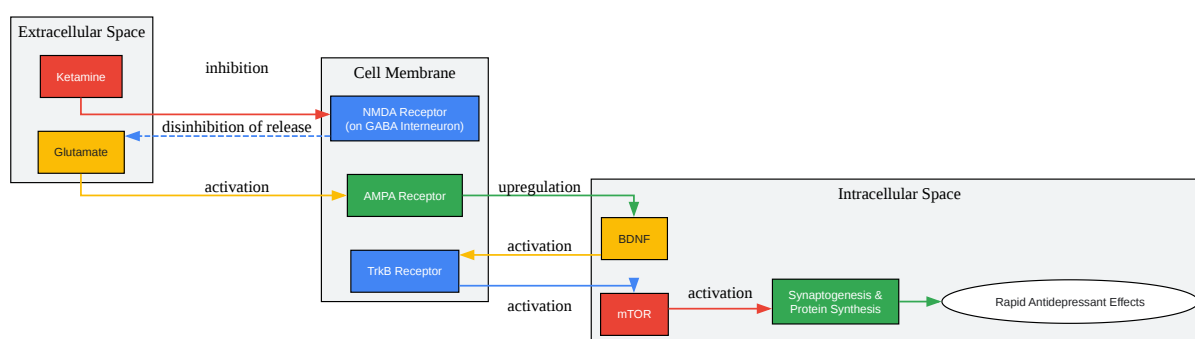 Extracellular Space
Ketamine
inhibition
Cell Membrane
NMDA Receptor
(on GABA Interneuron)
disinhibition of release
Glutamate
activation
AMPA Receptor
upregulation
Intracellular Space
BDNF
activation
TrkB Receptor
activation
mTOR
activation
Synaptogenesis &
Protein Synthesis
Rapid Antidepressant Effects